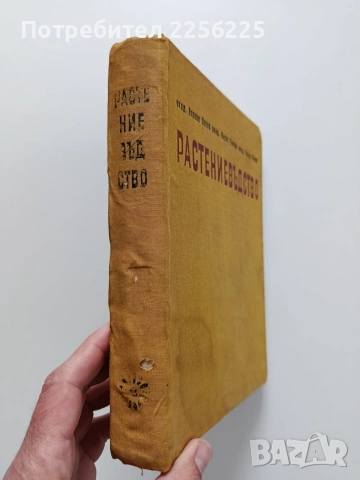 Потребител 2256225
РАСТЕ
НИЕ
ВЪД
СТВО
РАСТЕНИЕВЪДСТВО
bazar